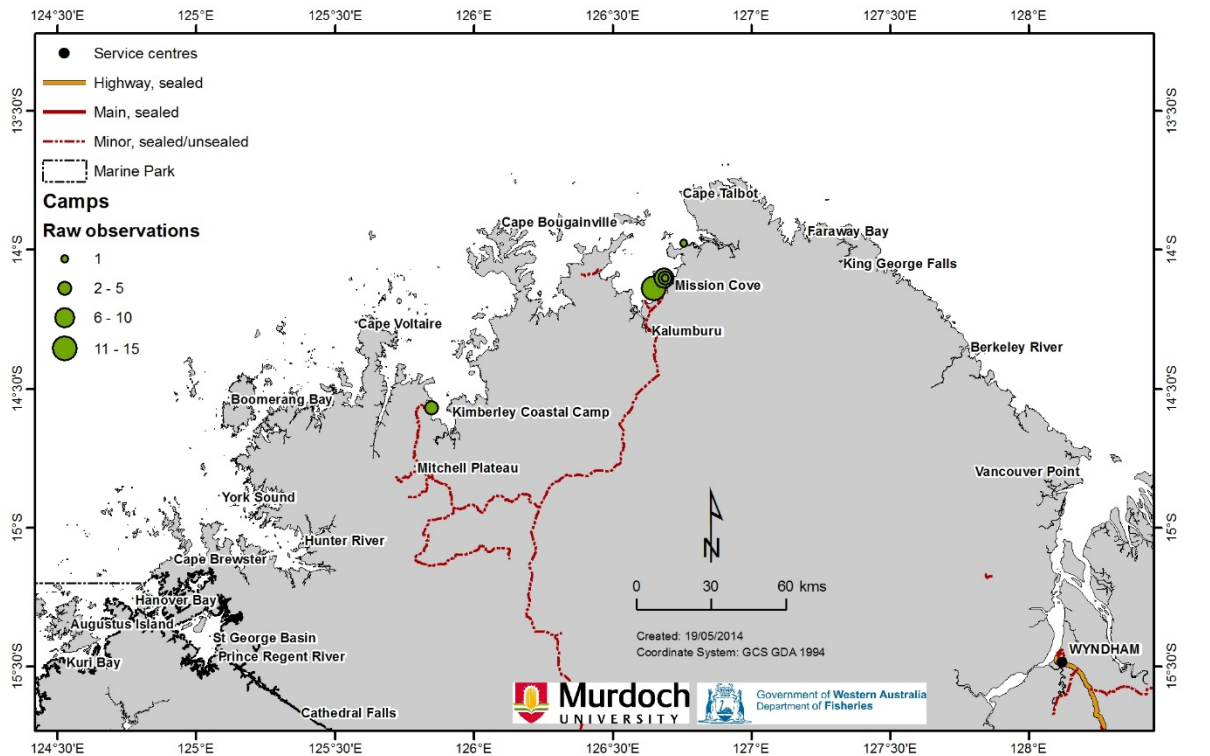 124°30'E
125°E
125°30'E
126°E
126°30'E
127°E
127°30'E
128°E
Service centres
Highway, sealed
Main, sealed
Minor, sealed/unsealed
Marine Park
Camps
Raw observations
1
2 - 5
6 - 10
11 - 15
13°30'S
13°30'S
14°S
14°S
14°30'S
14°30'S
15°S
15°S
15°30'S
15°30'S
Cape Talbot
Cape Bougainville
Faraway Bay
King George Falls
Mission Cove
Cape Voltaire
Kalumburu
Berkeley River
Boomerang Bay
Kimberley Coastal Camp
Mitchell Plateau
Vancouver Point
York Sound
Hunter River
Cape Brewster
N
0 30 60 kms
Hanover Bay
Augustus Island
St George Basin
Kuri Bay
Prince Regent River
Cathedral Falls
WYNDHAM
Created: 19/05/2014
Coordinate System: GCS GDA 1994
Murdoch
UNIVERSITY
Government of Western Australia
Department of Fisheries
124°30'E
125°E
125°30'E
126°E
126°30'E
127°E
127°30'E
128°E